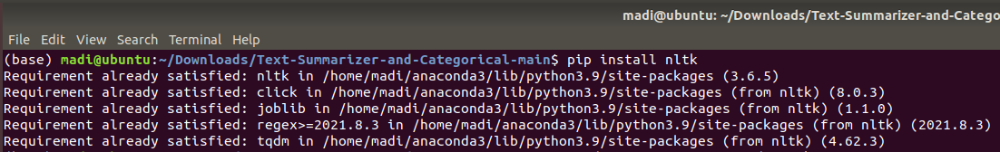 madi@ubuntu: ~/Downloads/Text-Summarizer-and-Catego
File Edit View Search Terminal Help
(base) madi@ubuntu:~/Downloads/Text-Summarizer-and-Categorical-main$ pip install nltk
Requirement already satisfied: nltk in /home/madi/anaconda3/lib/python3.9/site-packages (3.6.5)
Requirement already satisfied: click in /home/madi/anaconda3/lib/python3.9/site-packages (from nltk) (8.0.3)
Requirement already satisfied: joblib in /home/madi/anaconda3/lib/python3.9/site-packages (from nltk) (1.1.0)
Requirement already satisfied: regex>=2021.8.3 in /home/madi/anaconda3/lib/python3.9/site-packages (from nltk) (2021.8.3)
Requirement already satisfied: tqdm in /home/madi/anaconda3/lib/python3.9/site-packages (from nltk) (4.62.3)